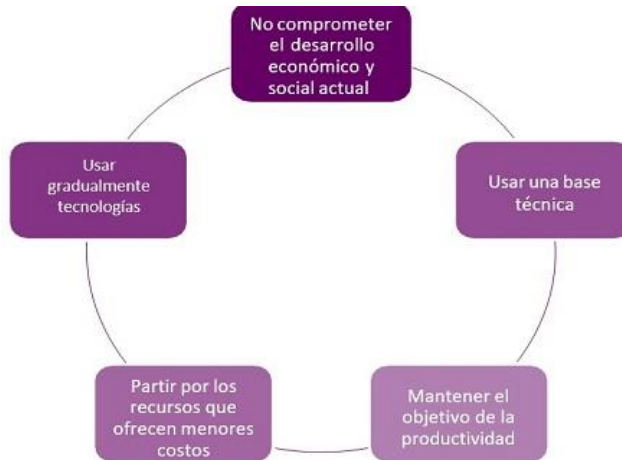 No comprometer
el desarrollo
económico y
social actual
Usar una base
técnica
Mantener el
objetivo de la
productividad
Partir por los
recursos que
ofrecen menores
costos
Usar
gradualmente
tecnologías